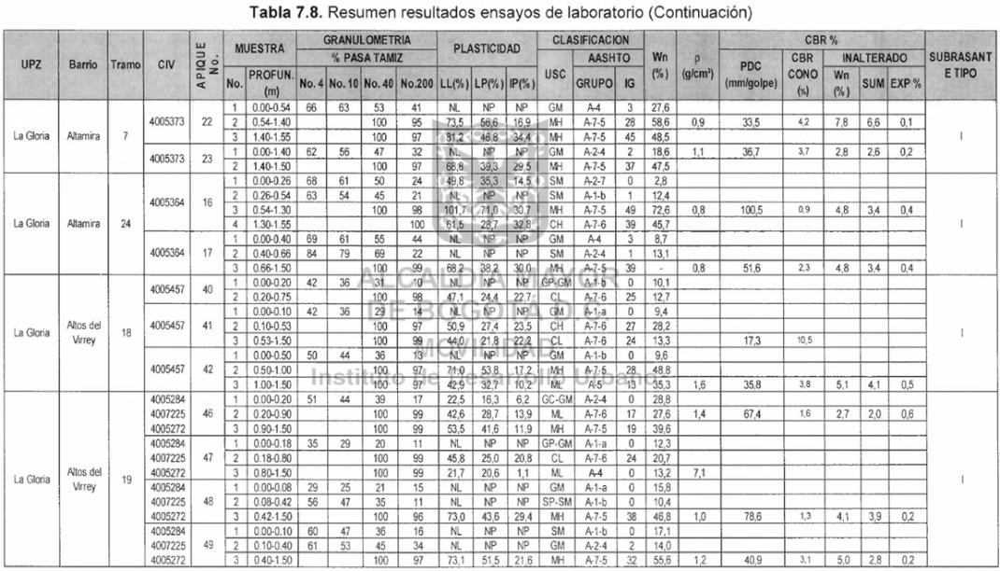 Tabla 7.8. Resumen resultados ensayos de laboratorio (Continuación)
UPZ Barrio Tramo CIV APIQUE No. MUESTRA GRANULOMETRIA PLASTICIDAD CLASIFICACION Wn (%) ρ (g/cm³) CBR % SUBRASANTE TIPO
% PASA TAMIZ AASHTO PDC (mm/golpe) CBR CONO (%) INALTERADO
No. PROFUN. (m) No. 4 No. 10 No. 40 No.200 LL(%) LP(%) IP(%) USC GRUPO IG Wn (%) SUM EXP %
La Gloria Altamira 7 4005373 22 1 0.00-0.54 66 63 53 41 NL NP NP GM A-4 3 27,6 I
2 0.54-1.40 100 95 73,5 56,6 16,9 MH A-7-5 28 58,6 0,9 33,5 4,2 7,8 6,6 0,1
3 1.40-1.55 100 97 81,2 46,8 34,4 MH A-7-5 45 48,5
4005373 23 1 0.00-1.40 62 56 47 32 NL NP NP GM A-2-4 2 18,6 1,1 36,7 3,7 2,8 2,6 0,2
2 1.40-1.50 100 97 68,8 39,3 29,5 MH A-7-5 37 47,5
La Gloria Altamira 24 4005364 16 1 0.00-0.26 68 61 50 24 49,8 35,3 14,5 SM A-2-7 0 2,8 I
2 0.26-0.54 63 54 45 21 NL NP NP SM A-1-b 1 12,4
3 0.54-1.30 100 98 101,7 71,0 30,7 MH A-7-5 49 72,6 0,8 100,5 0,9 4,8 3,4 0,4
4 1.30-1.55 100 61,5 28,7 32,8 CH A-7-6 39 45,7
4005364 17 1 0.00-0.40 69 61 55 44 NL NP NP GM A-4 3 8,7
2 0.40-0.66 84 79 69 22 NL NP NP SM A-2-4 1 13,1
3 0.66-1.50 100 99 68,2 38,2 30,0 MH A-7-5 39 - 0,8 51,6 2,3 4,8 3,4 0,4
La Gloria Altos del Virrey 18 4005457 40 1 0.00-0.20 42 36 31 10 NL NP NP GP-GM A-1-b 0 10,1 I
2 0.20-0.75 100 98 47,1 24,4 22,7 CL A-7-6 25 12,7
4005457 41 1 0.00-0.10 42 36 29 14 NL NP NP GM A-1-a 0 9,4
2 0.10-0.53 100 97 50,9 27,4 23,5 CH A-7-6 27 28,2
3 0.53-1.50 100 99 44,0 21,8 22,2 CL A-7-6 24 13,3 17,3 10,5
4005457 42 1 0.00-0.50 50 44 36 13 NL NP NP GM A-1-b 0 9,6
2 0.50-1.00 100 97 71,0 53,8 17,2 MH A-7-5 28 48,8
3 1.00-1.50 100 97 42,9 32,7 10,2 ML A-5 13 35,3 1,6 35,8 3,8 5,1 4,1 0,5
La Gloria Altos del Virrey 19 4005284 46 1 0.00-0.20 51 44 39 17 22,5 16,3 6,2 GC-GM A-2-4 0 28,8 I
4007225 2 0.20-0.90 100 99 42,6 28,7 13,9 ML A-7-6 17 27,6 1,4 67,4 1,6 2,7 2,0 0,6
4005272 3 0.90-1.50 100 99 53,5 41,6 11,9 MH A-7-5 19 39,6
4005284 47 1 0.00-0.18 35 29 20 11 NL NP NP GP-GM A-1-a 0 12,3
4007225 2 0.18-0.80 100 99 45,8 25,0 20,8 CL A-7-6 24 20,7
4005272 3 0.80-1.50 100 99 21,7 20,6 1,1 ML A-4 0 13,2 7,1
4005284 48 1 0.00-0.08 29 25 21 15 NL NP NP GM A-1-a 0 15,8
4007225 2 0.08-0.42 56 47 35 11 NL NP NP SP-SM A-1-b 0 10,4
4005272 3 0.42-1.50 100 96 73,0 43,6 29,4 MH A-7-5 38 46,8 1,0 78,6 1,3 4,1 3,9 0,2
4005284 49 1 0.00-0.10 60 47 36 16 NL NP NP SM A-1-b 0 17,1
4007225 2 0.10-0.40 61 53 45 34 NL NP NP GM A-2-4 2 14,0
4005272 3 0.40-1.50 100 97 73,1 51,5 21,6 MH A-7-5 32 55,6 1,2 40,9 3,1 5,0 2,8 0,2
ALCALDÍA MAYOR
DE BOGOTÁ D.C.
MOVILIDAD
Instituto de Desarrollo Urbano